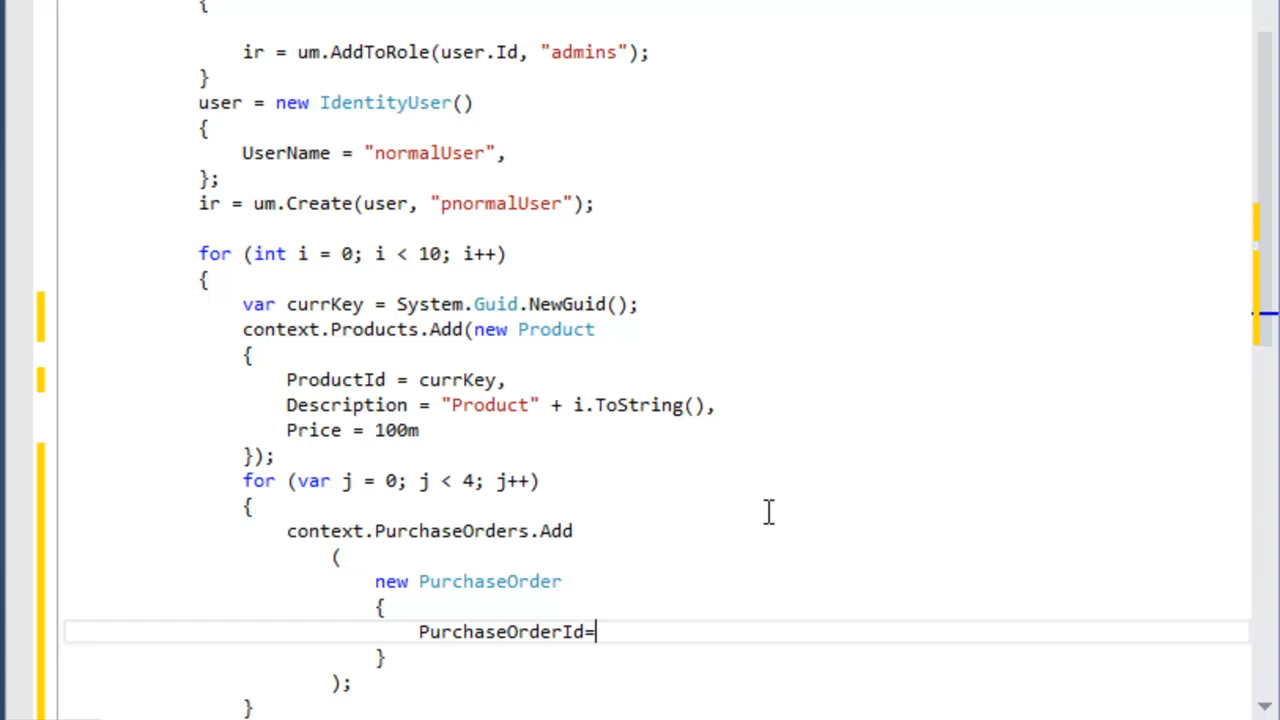 {
ir = um.AddToRole(user.Id, "admins");
}
user = new IdentityUser()
{
UserName = "normalUser",
};
ir = um.Create(user, "pnormalUser");
for (int i = 0; i < 10; i++)
{
var currKey = System.Guid.NewGuid();
context.Products.Add(new Product
{
ProductId = currKey,
Description = "Product" + i.ToString(),
Price = 100m
});
for (var j = 0; j < 4; j++)
{
context.PurchaseOrders.Add
(
new PurchaseOrder
{
PurchaseOrderId=
}
);
}